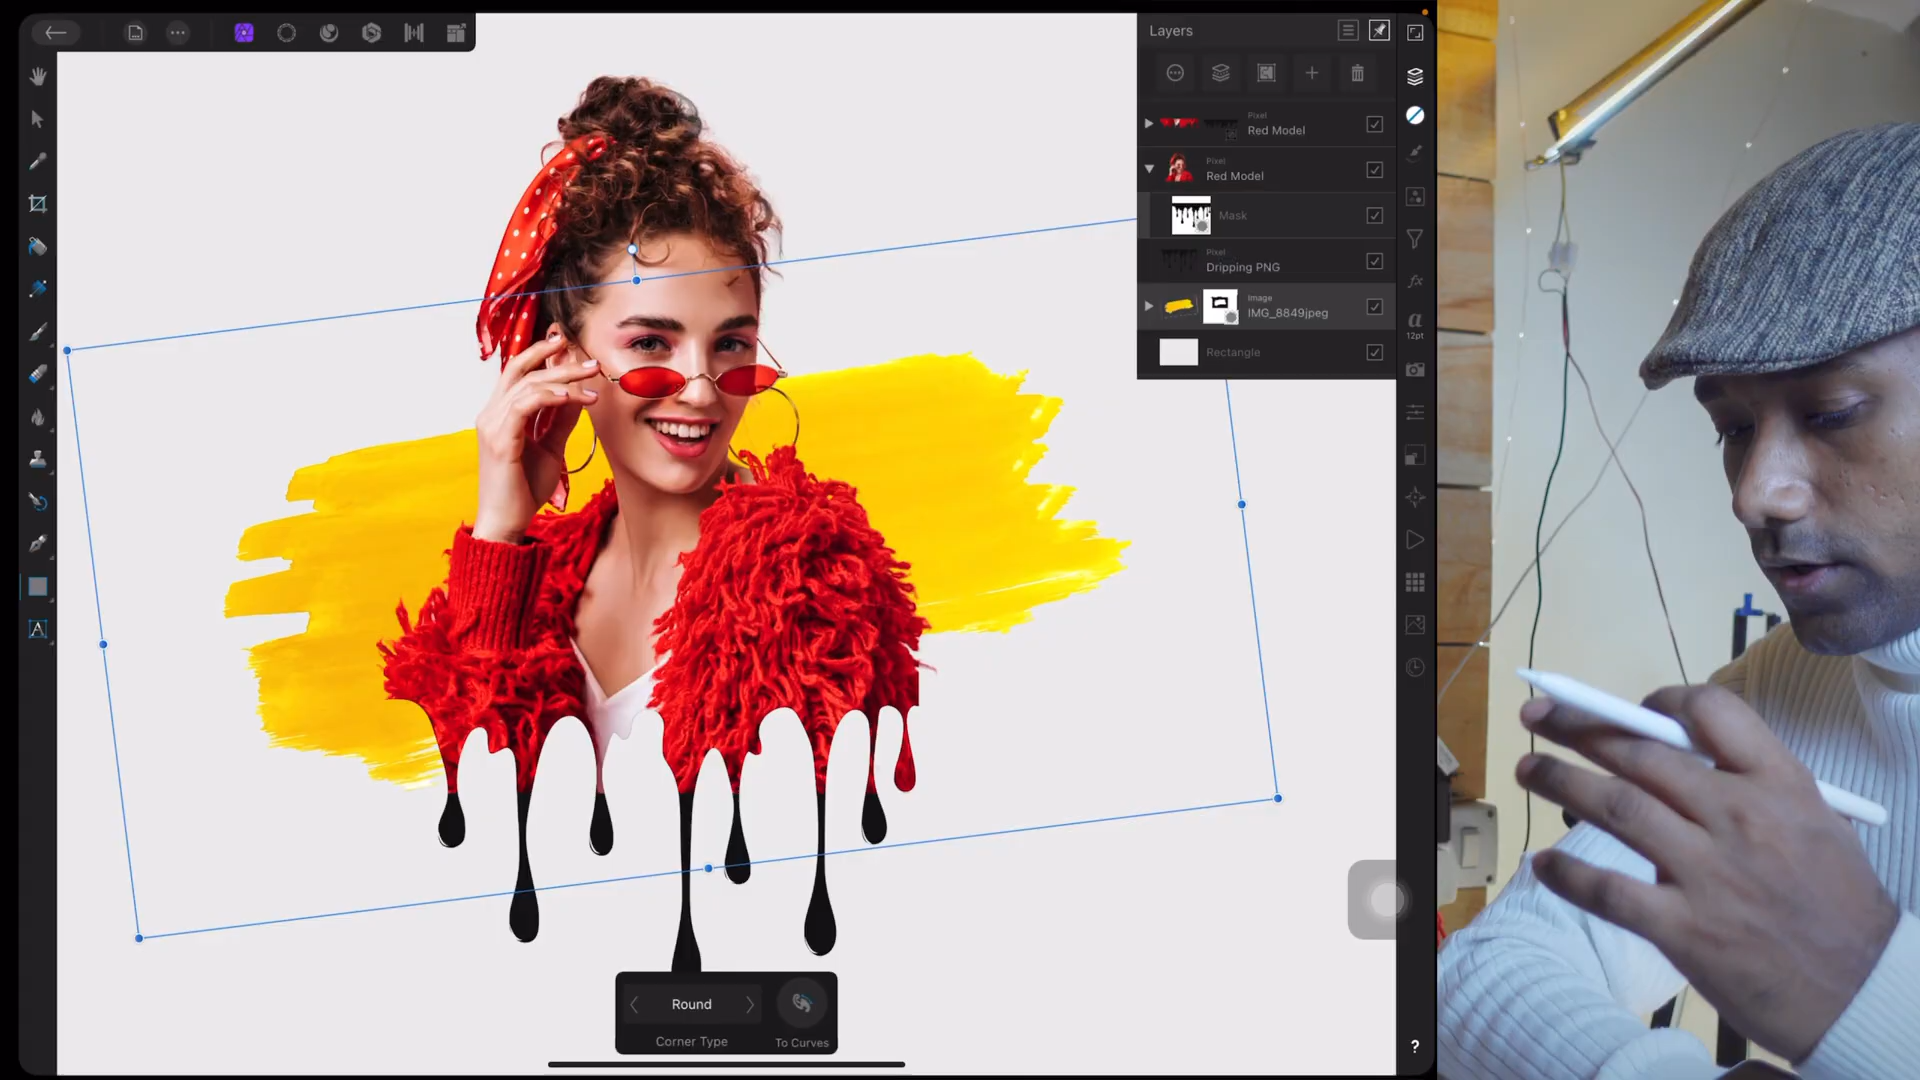 Layers
Pixel
Red Model
Pixel
Red Model
Mask
Pixel
Dripping PNG
Image
IMG_8849jpeg
Rectangle
a
12pt
A
Round
Corner Type
To Curves
?